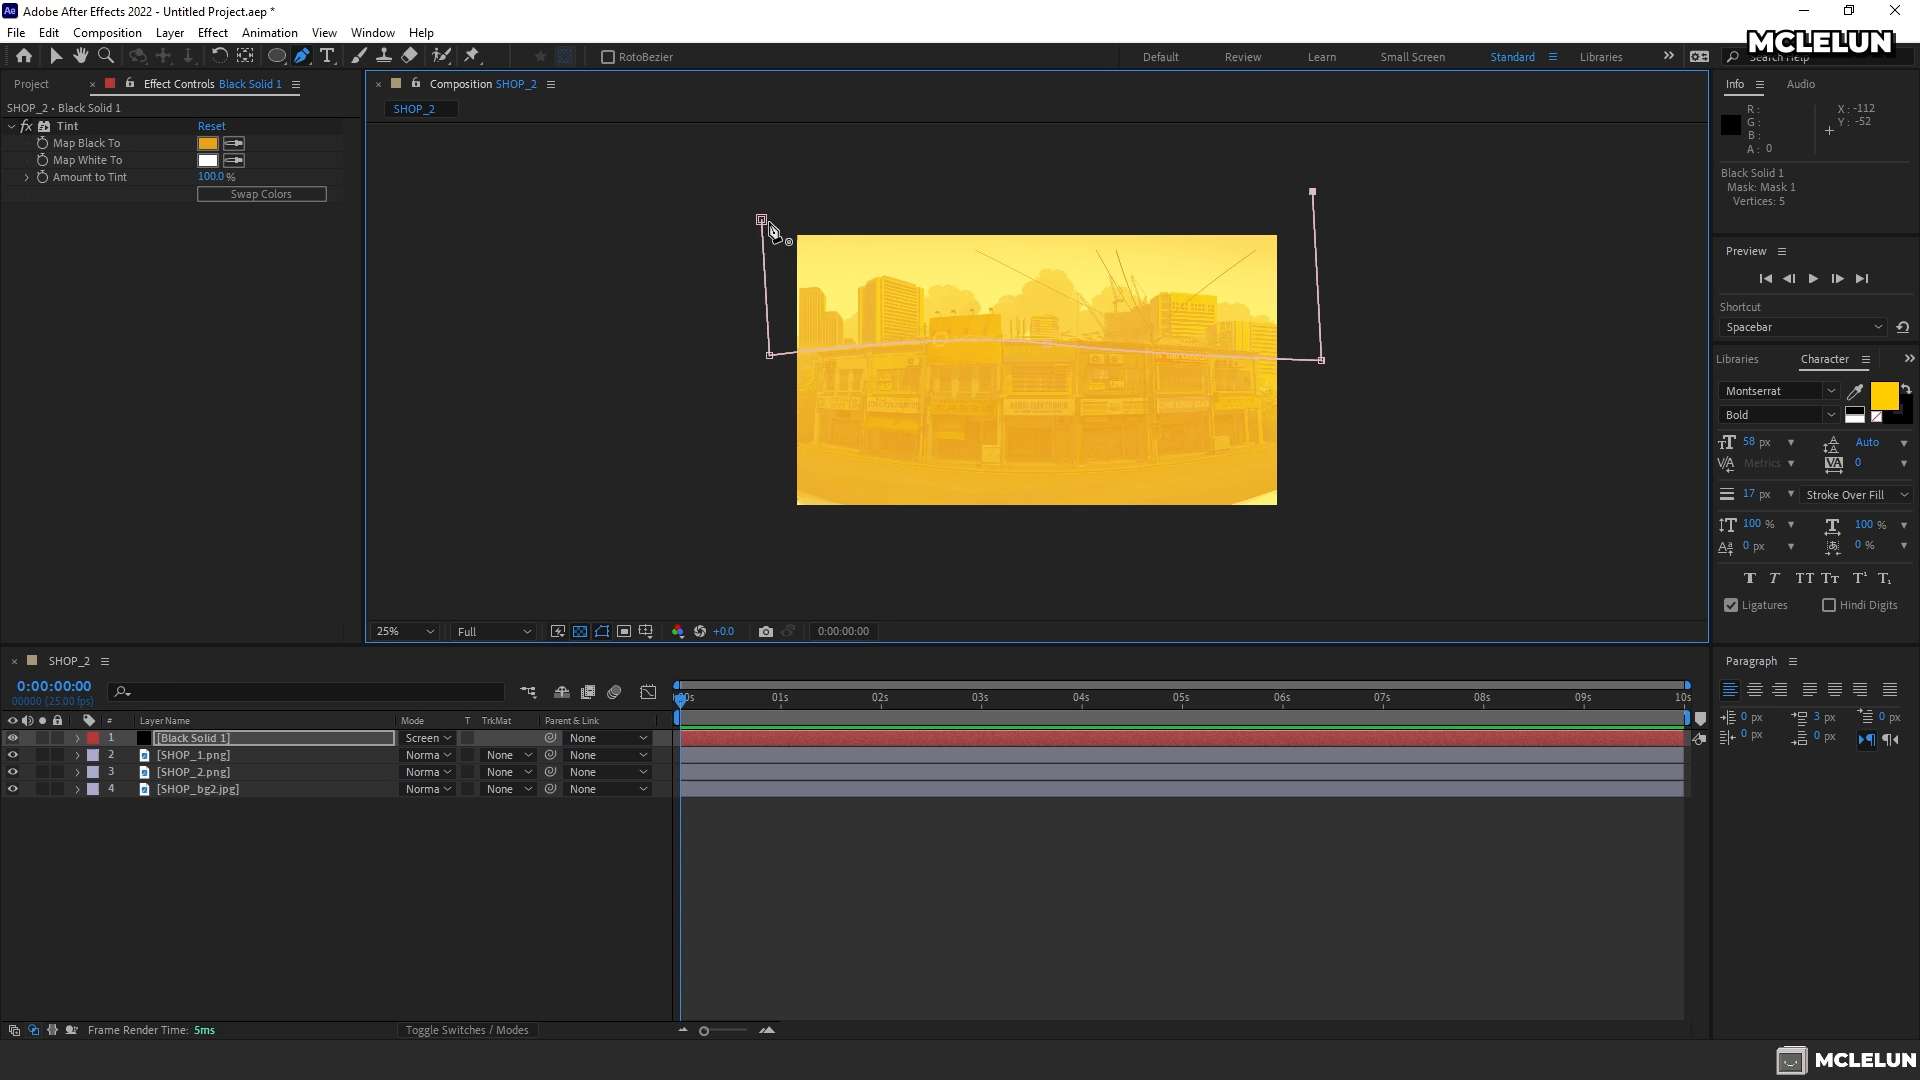 Ae Adobe After Effects 2022 - Untitled Project.aep *
File Edit Composition Layer Effect Animation View Window Help
RotoBezier
Default Review Learn Small Screen Standard Libraries
Search Help
MCLELUN
Project
Effect Controls Black Solid 1
SHOP_2 • Black Solid 1
fx Tint Reset
Map Black To
Map White To
Amount to Tint 100.0 %
Swap Colors
Composition SHOP_2
SHOP_2
25% Full +0.0 0:00:00:00
Info Audio
R :
G :
B :
A : 0
X : -112
Y : -52
Black Solid 1
Mask: Mask 1
Vertices: 5
Preview
Shortcut
Spacebar
Libraries Character
Montserrat
Bold
58 px Auto
Metrics 0
17 px Stroke Over Fill
100 % 100 %
0 px 0 %
T T TT Tт T¹ T₁
Ligatures Hindi Digits
SHOP_2
0:00:00:00
00000 (25.00 fps)
# Layer Name Mode T TrkMat Parent & Link
00s 01s 02s 03s 04s 05s 06s 07s 08s 09s 10s
1 [Black Solid 1] Screen None
2 [SHOP_1.png] Norma None None
3 [SHOP_2.png] Norma None None
4 [SHOP_bg2.jpg] Norma None None
Frame Render Time: 5ms
Toggle Switches / Modes
Paragraph
0 px 3 px 0 px
0 px 0 px
MCLELUN